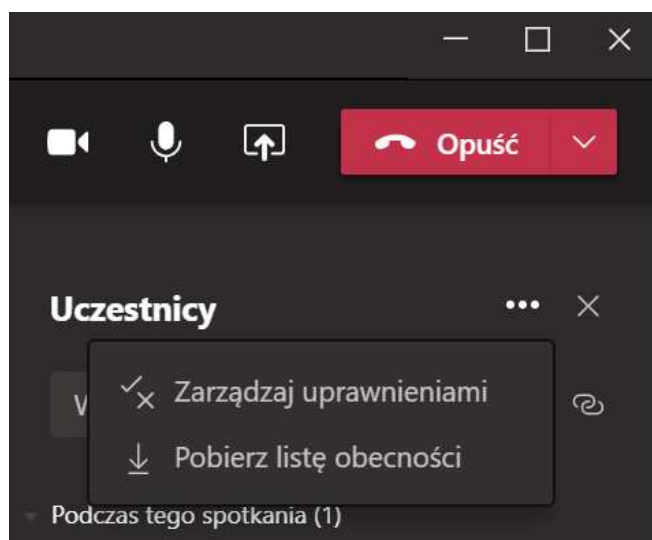 Opuść
Uczestnicy
Zarządzaj uprawnieniami
Pobierz listę obecności
Podczas tego spotkania (1)